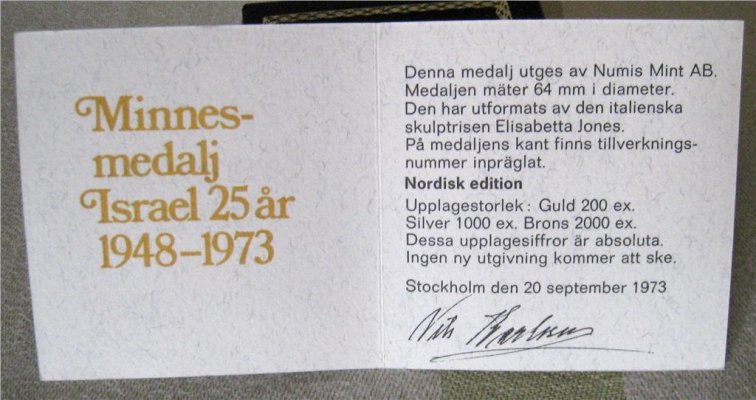 Minnes-
medalj
Israel 25 år
1948–1973
Denna medalj utges av Numis Mint AB.
Medaljen mäter 64 mm i diameter.
Den har utformats av den italienska
skulptrisen Elisabetta Jones.
På medaljens kant finns tillverknings-
nummer inpräglat.
Nordisk edition
Upplagestorlek: Guld 200 ex.
Silver 1000 ex. Brons 2000 ex.
Dessa upplagesiffror är absoluta.
Ingen ny utgivning kommer att ske.
Stockholm den 20 september 1973